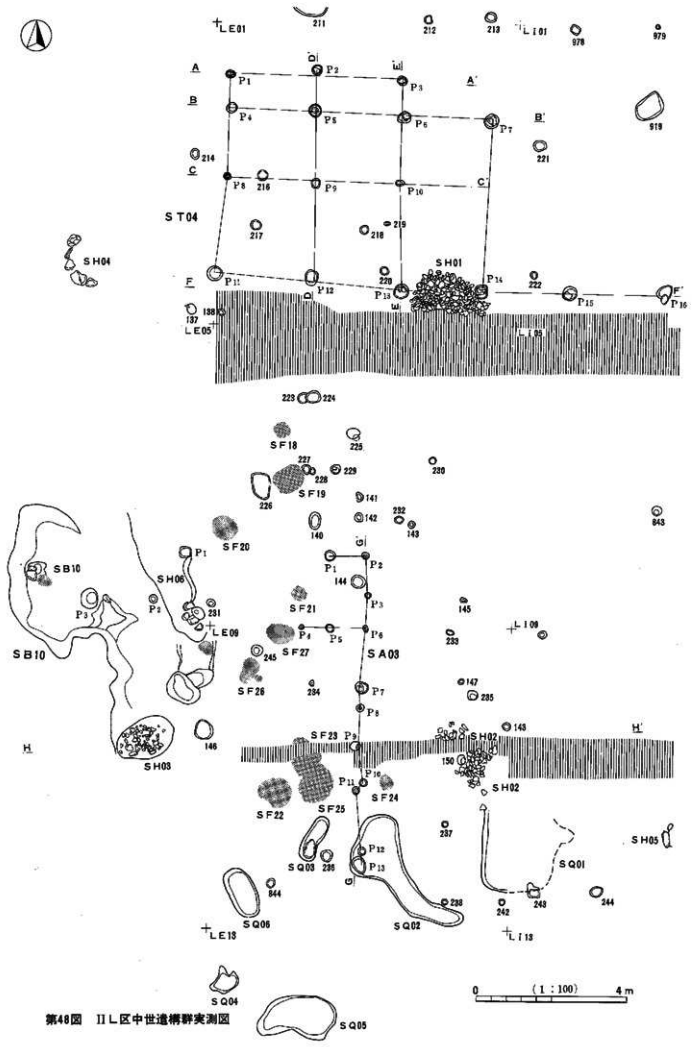 211
LE01
212
213
Li01
978
979
D'
E'
A
P1
P2
P3
A'
B
P4
P5
P6
P7
B'
919
214
221
C
P8
216
P9
P10
C'
ST04
217
218
219
SH04
SH01
F
P11
P12
220
P13
P14
222
P15
F'
P16
D
E
137
138
LE05
Li05
223
224
SF18
225
227
228
229
230
226
SF19
141
SF20
140
142
232
143
843
G'
SB10
P1
P1
P2
SH06
144
P3
P2
SF21
P3
145
231
LE09
P4
P5
P6
233
Li09
SB10
SF27
SA03
245
SF26
234
P7
147
235
P8
146
SF23
P9
SH02
148
H
H'
SH03
150
P10
SH02
P11
SF22
SF25
SF24
237
SQ03
236
P12
P13
SQ01
SH05
844
G
SQ06
SQ02
238
242
243
244
LE13
Li13
SQ04
SQ05
0 (1:100) 4m
第48図 ⅡL区中世遺構群実測図